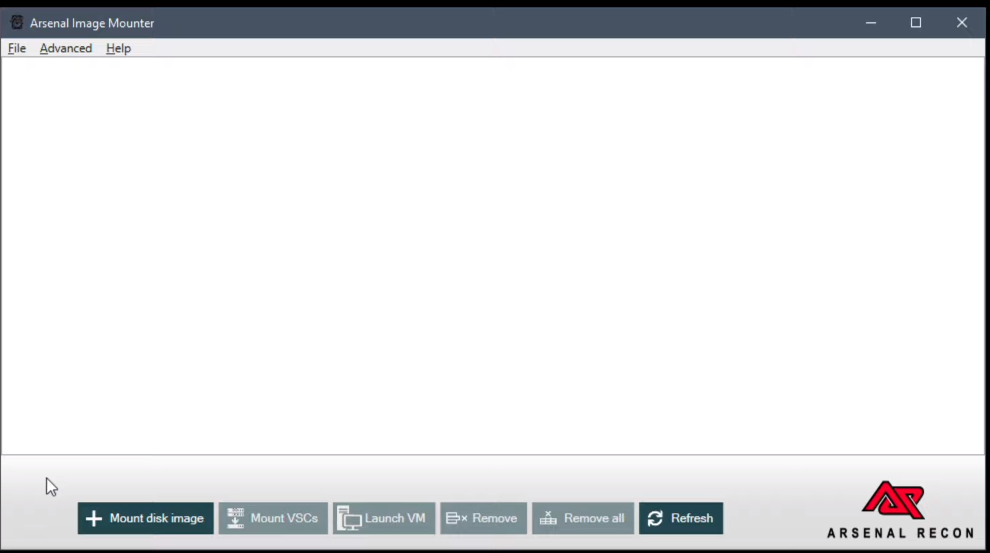 Arsenal Image Mounter
File Advanced Help
Mount disk image Mount VSCs Launch VM Remove Remove all Refresh
ARSENAL RECON